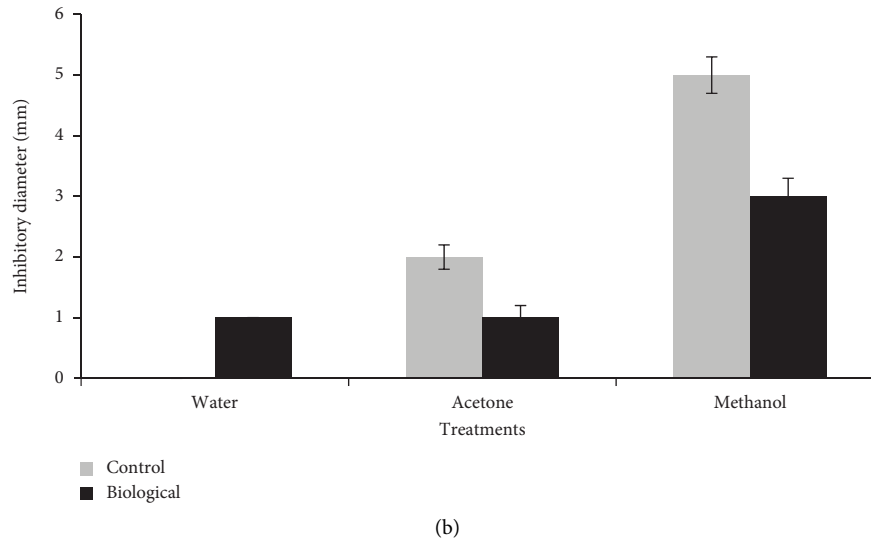 6
5
4
3
2
1
0
Inhibitory diameter (mm)
Water
Acetone
Methanol
Treatments
Control
Biological
(b)